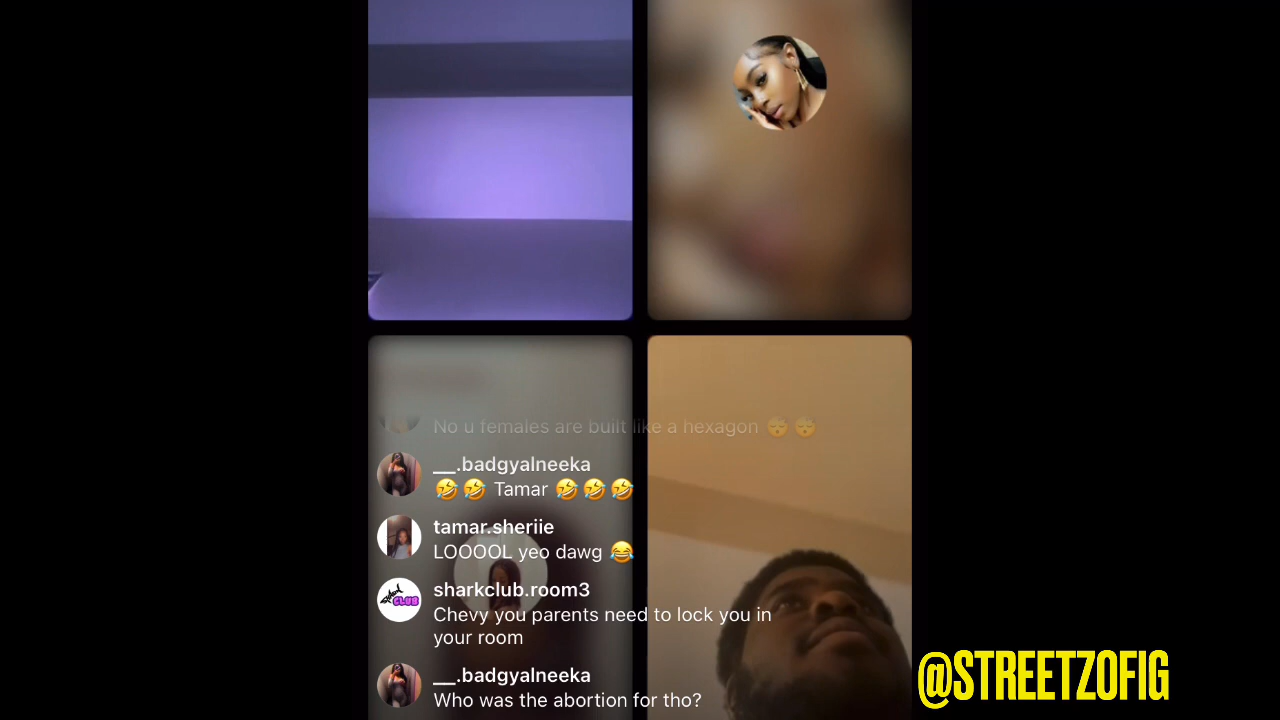 No u females are built like a hexagon 😴 😴
__.badgyalneeka
🤣🤣 Tamar 🤣🤣🤣
tamar.sheriie
LOOOOL yeo dawg 😂
CLUB
sharkclub.room3
Chevy you parents need to lock you in
your room
__.badgyalneeka
Who was the abortion for tho?
@STREETZOFIG